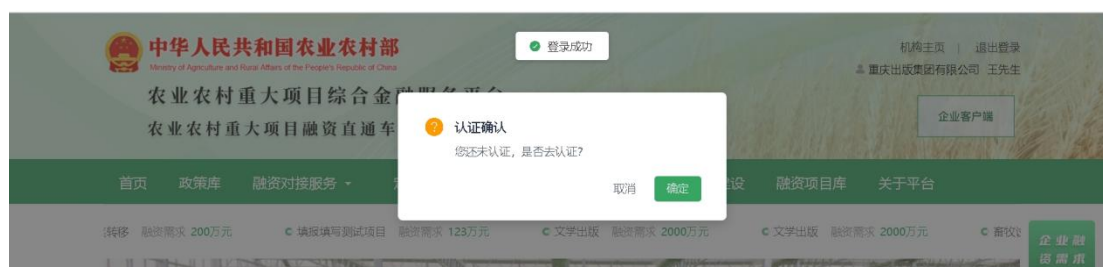 中华人民共和国农业农村部
Ministry of Agriculture and Rural Affairs of the People's Republic of China
登录成功
机构主页 | 退出登录
重庆出版集团有限公司 王先生
农业农村重大项目综合金融服务平台
农业农村重大项目融资直通车
企业客户端
认证确认
您还未认证，是否去认证?
取消 确定
首页 政策库 融资对接服务 设 融资项目库 关于平台
转移 融资需求 200万元 填报填写测试项目 融资需求 123万元 文学出版 融资需求 2000万元 文学出版 融资需求 2000万元 畜牧
企业融
资需求